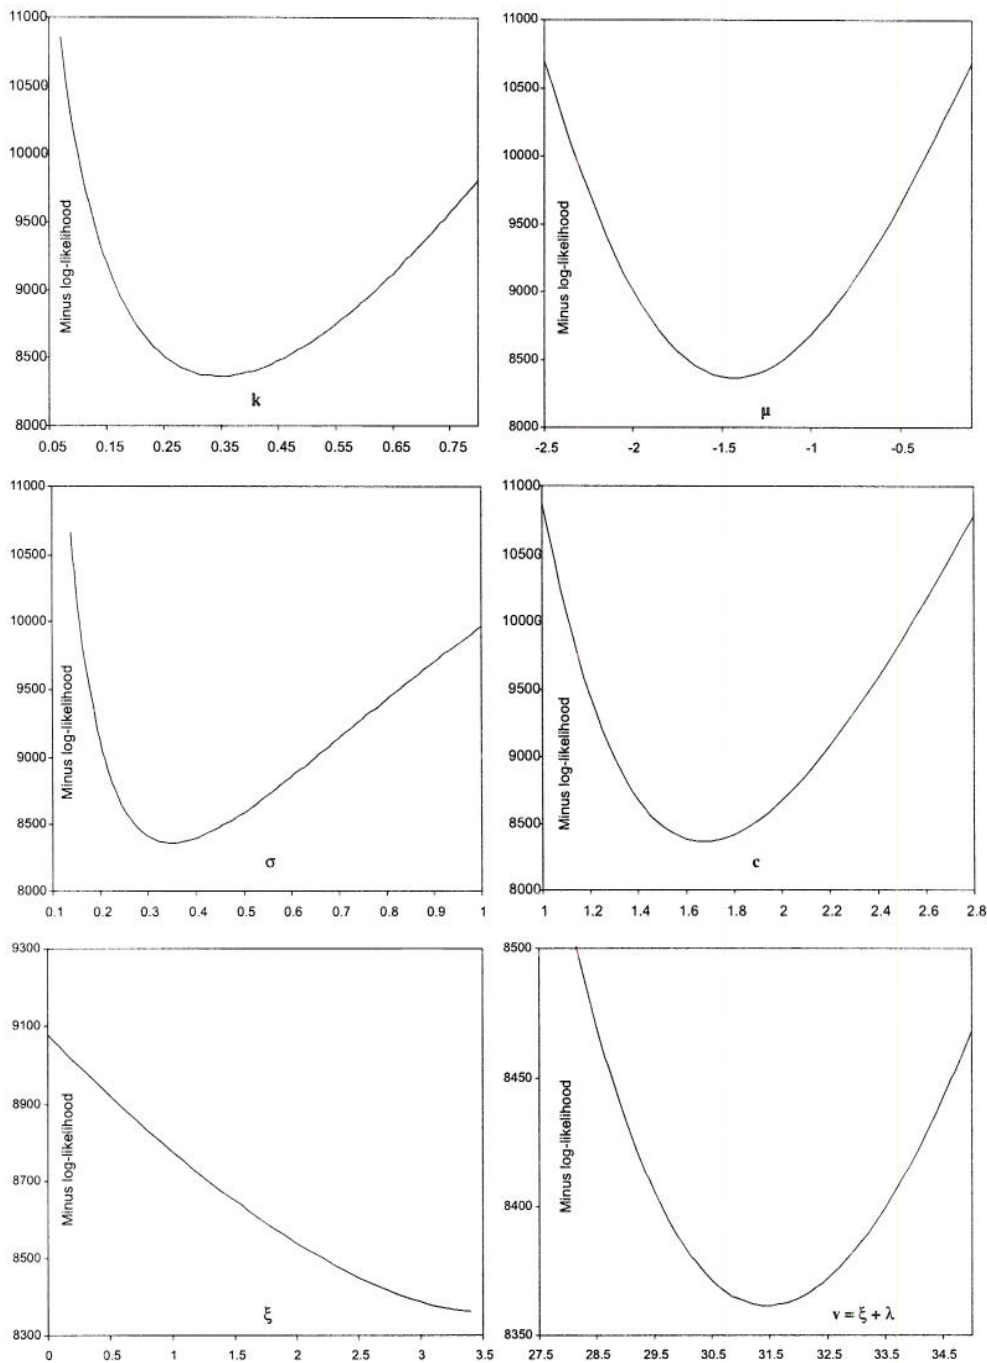 11000
10500
10000
9500
9000
8500
8000
Minus log-likelihood
k
0.05 0.15 0.25 0.35 0.45 0.55 0.65 0.75
11000
10500
10000
9500
9000
8500
8000
Minus log-likelihood
μ
-2.5 -2 -1.5 -1 -0.5
11000
10500
10000
9500
9000
8500
8000
Minus log-likelihood
σ
0.1 0.2 0.3 0.4 0.5 0.6 0.7 0.8 0.9 1
11000
10500
10000
9500
9000
8500
8000
Minus log-likelihood
c
1 1.2 1.4 1.6 1.8 2 2.2 2.4 2.6 2.8
9300
9100
8900
8700
8500
8300
Minus log-likelihood
ξ
0 0.5 1 1.5 2 2.5 3 3.5
8500
8450
8400
8350
Minus log-likelihood
v = ξ + λ
27.5 28.5 29.5 30.5 31.5 32.5 33.5 34.5